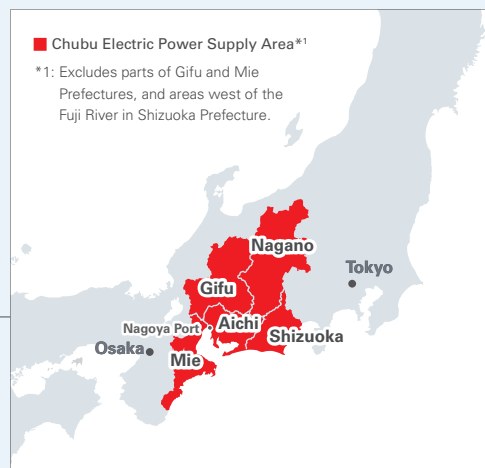 Chubu Electric Power Supply Area*1
*1: Excludes parts of Gifu and Mie
Prefectures, and areas west of the
Fuji River in Shizuoka Prefecture.
Nagano
Tokyo
Gifu
Nagoya Port
Aichi
Shizuoka
Osaka
Mie